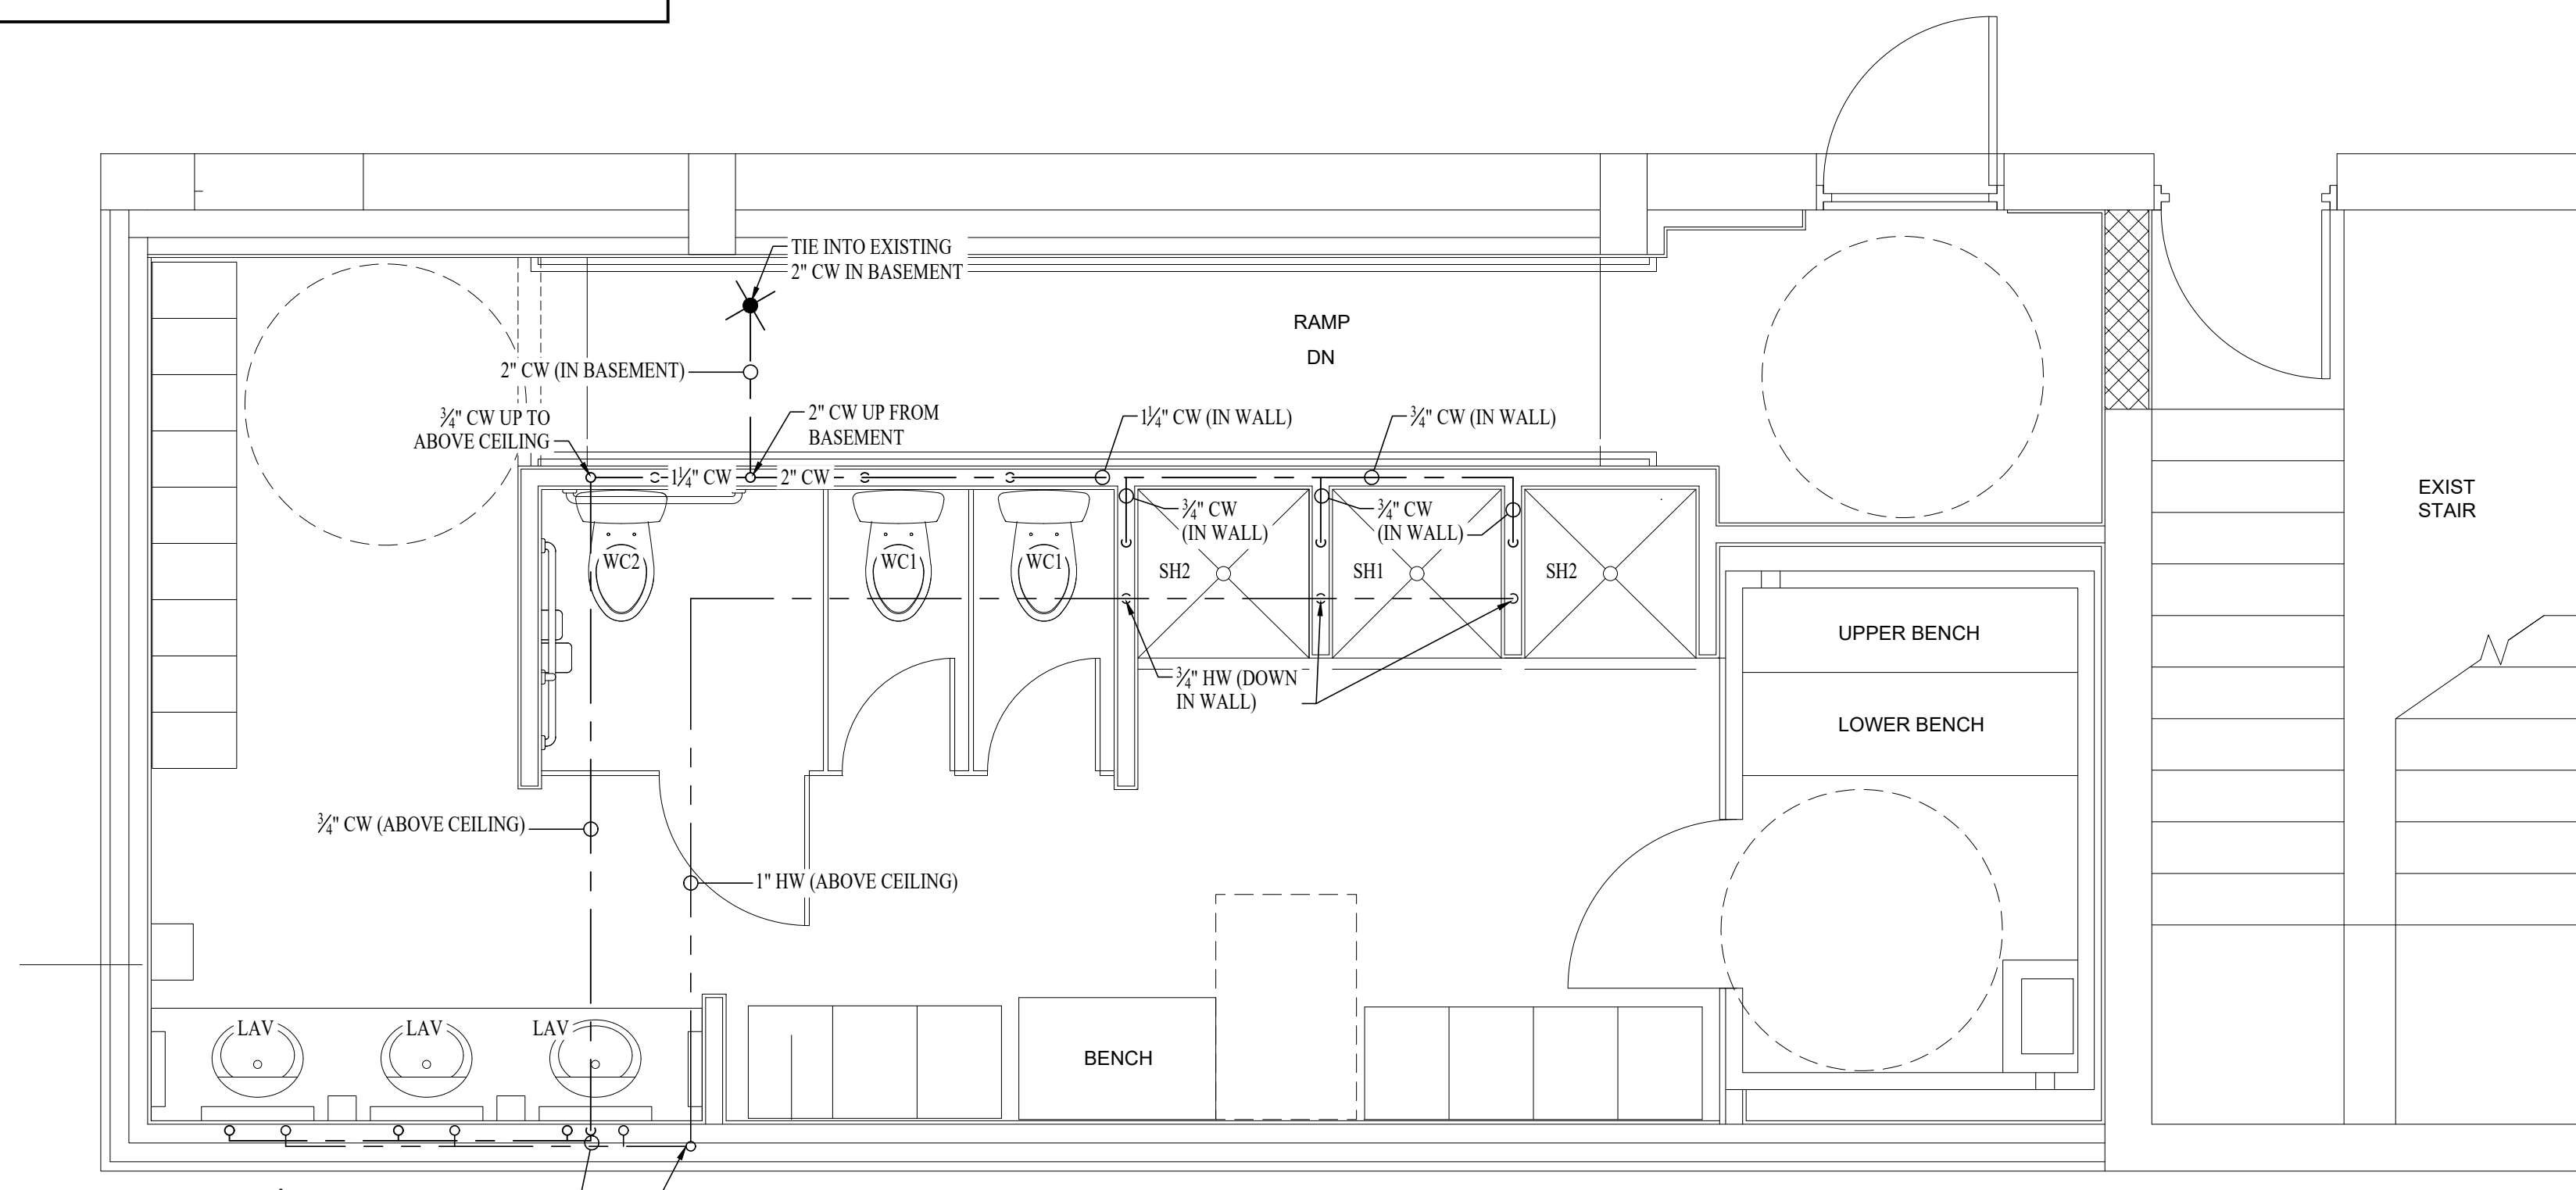 TIE INTO EXISTING
2" CW IN BASEMENT
RAMP
DN
2" CW (IN BASEMENT)
¾" CW UP TO
ABOVE CEILING
2" CW UP FROM
BASEMENT
1¼" CW (IN WALL)
¾" CW (IN WALL)
1¼" CW
2" CW
¾" CW
(IN WALL)
¾" CW
(IN WALL)
EXIST
STAIR
WC2
WC1
WC1
SH2
SH1
SH2
UPPER BENCH
¾" HW (DOWN
IN WALL)
LOWER BENCH
¾" CW (ABOVE CEILING)
1" HW (ABOVE CEILING)
LAV
LAV
LAV
BENCH